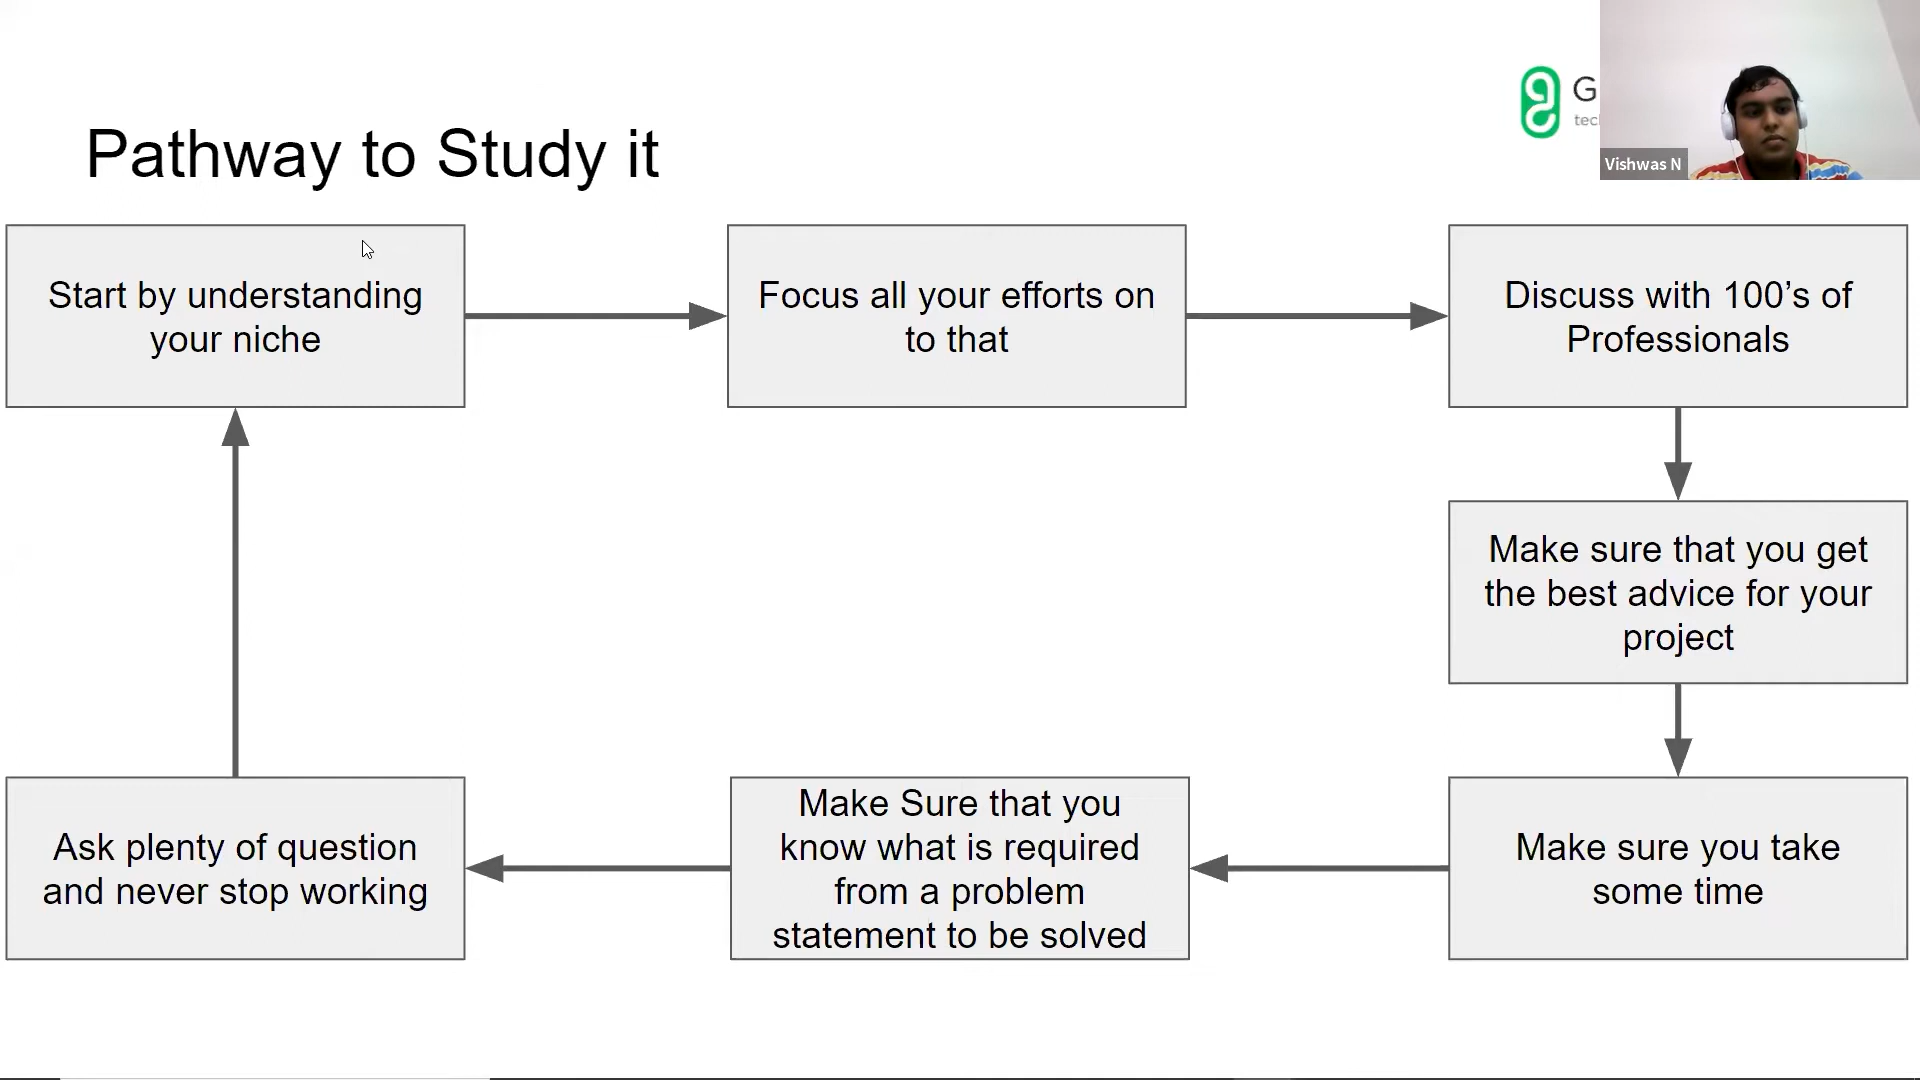 Pathway to Study it
G
tec
Vishwas N
Start by understanding
your niche
Focus all your efforts on
to that
Discuss with 100’s of
Professionals
Make sure that you get
the best advice for your
project
Make sure you take
some time
Make Sure that you
know what is required
from a problem
statement to be solved
Ask plenty of question
and never stop working